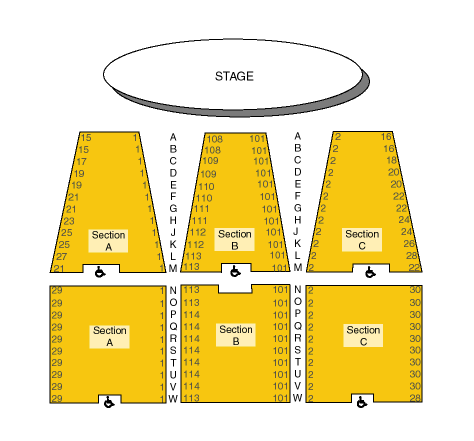 STAGE
15 1 A 108 101 A 2 16
15 1 B 108 101 B 2 16
17 1 C 109 101 C 2 18
19 1 D 109 101 D 2 20
19 1 E 110 101 E 2 20
21 1 F 110 101 F 2 22
21 1 G 111 101 G 2 22
23 1 H 111 101 H 2 24
25 1 J 112 101 J 2 24
25 1 K 112 101 K 2 26
27 1 L 113 101 L 2 28
21 1 M 113 101 M 2 22
Section A
Section B
Section C
29 1 N 113 101 N 2 30
29 1 O 113 101 O 2 30
29 1 P 113 101 P 2 30
29 1 Q 114 101 Q 2 30
29 1 R 114 101 R 2 30
29 1 S 114 101 S 2 30
29 1 T 114 101 T 2 30
29 1 U 114 101 U 2 30
29 1 V 114 101 V 2 30
29 1 W 113 101 W 2 28
Section A
Section B
Section C